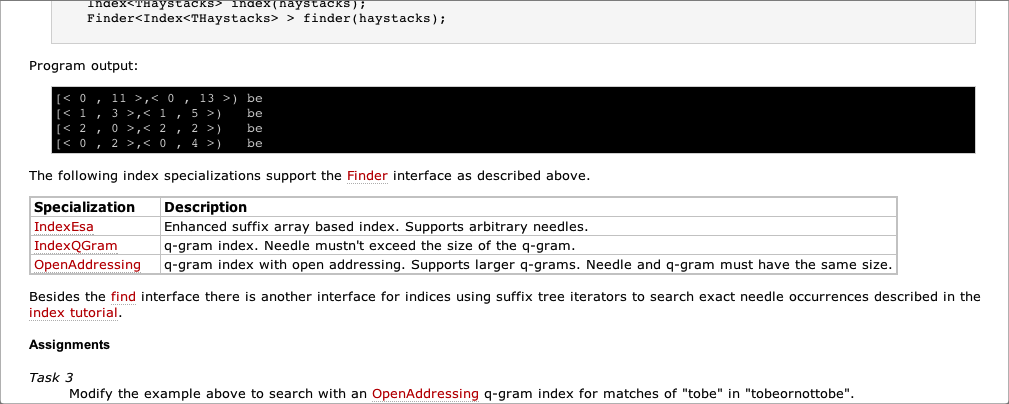 Index<THaystacks> index(haystacks);
Finder<Index<THaystacks> > finder(haystacks);
Program output:
[< 0 , 11 >,< 0 , 13 >) be
[< 1 , 3 >,< 1 , 5 >)   be
[< 2 , 0 >,< 2 , 2 >)   be
[< 0 , 2 >,< 0 , 4 >)   be
The following index specializations support the Finder interface as described above.
Specialization Description
IndexEsa Enhanced suffix array based index. Supports arbitrary needles.
IndexQGram q-gram index. Needle mustn't exceed the size of the q-gram.
OpenAddressing q-gram index with open addressing. Supports larger q-grams. Needle and q-gram must have the same size.
Besides the find interface there is another interface for indices using suffix tree iterators to search exact needle occurrences described in the
index tutorial.
Assignments
Task 3
Modify the example above to search with an OpenAddressing q-gram index for matches of "tobe" in "tobeornottobe".